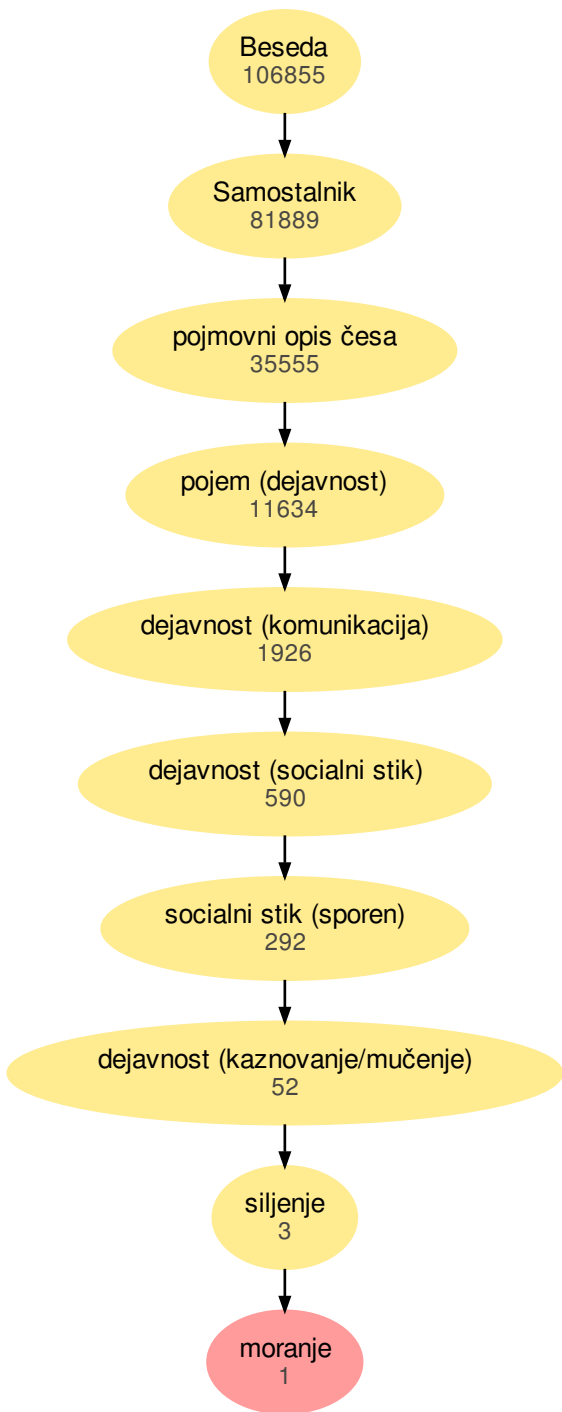 Beseda
106855
Samostalnik
81889
pojmovni opis česa
35555
pojem (dejavnost)
11634
dejavnost (komunikacija)
1926
dejavnost (socialni stik)
590
socialni stik (sporen)
292
dejavnost (kaznovanje/mučenje)
52
siljenje
3
moranje
1